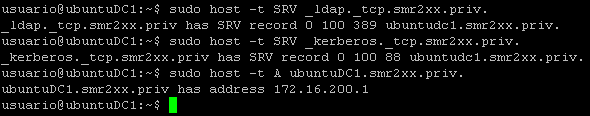 usuario@ubuntuDC1:~$ sudo host -t SRV _ldap._tcp.smr2xx.priv.
_ldap._tcp.smr2xx.priv has SRV record 0 100 389 ubuntudc1.smr2xx.priv.
usuario@ubuntuDC1:~$ sudo host -t SRV _kerberos._tcp.smr2xx.priv.
_kerberos._tcp.smr2xx.priv has SRV record 0 100 88 ubuntudc1.smr2xx.priv.
usuario@ubuntuDC1:~$ sudo host -t A ubuntuDC1.smr2xx.priv.
ubuntuDC1.smr2xx.priv has address 172.16.200.1
usuario@ubuntuDC1:~$